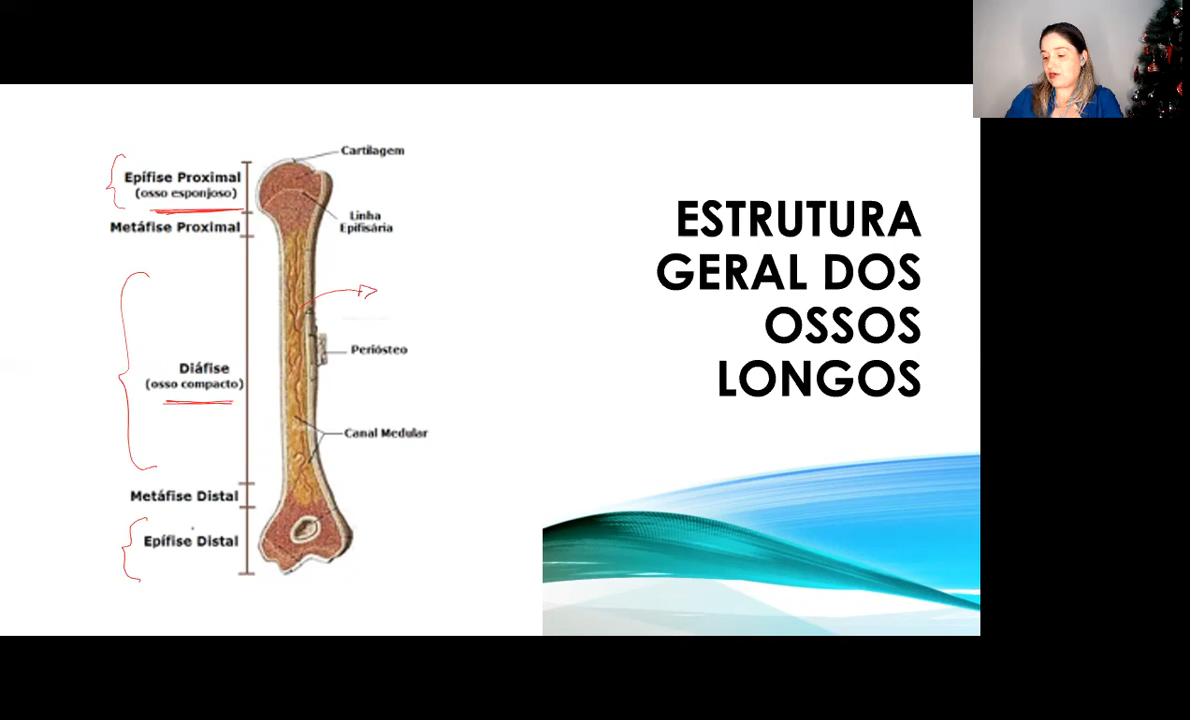 Cartilagem
Epífise Proximal
(osso esponjoso)
Linha
Epifisária
Metáfise Proximal
Periósteo
Diáfise
(osso compacto)
Canal Medular
Metáfise Distal
Epífise Distal
ESTRUTURA
GERAL DOS
OSSOS
LONGOS